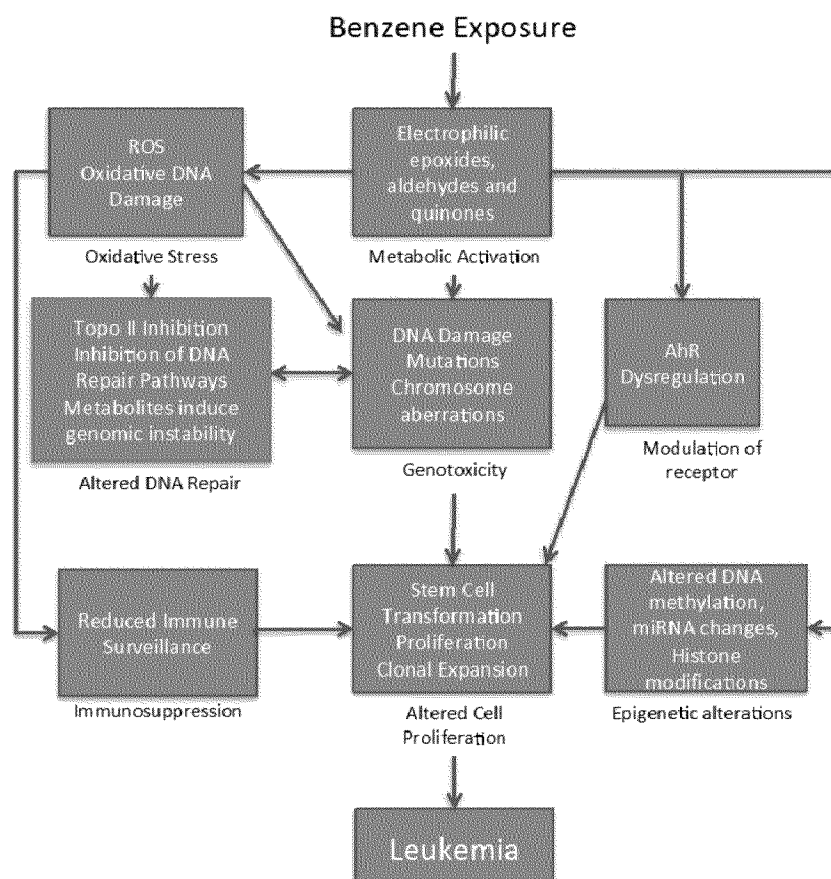 Benzene Exposure
ROS
Oxidative DNA
Damage
Oxidative Stress
Electrophilic
epoxides,
aldehydes and
quinones
Metabolic Activation
Topo II Inhibition
Inhibition of DNA
Repair Pathways
Metabolites induce
genomic instability
Altered DNA Repair
DNA Damage
Mutations
Chromosome
aberrations
Genotoxicity
AhR
Dysregulation
Modulation of
receptor
Reduced Immune
Surveillance
Immunosuppression
Stem Cell
Transformation
Proliferation
Clonal Expansion
Altered Cell
Proliferation
Altered DNA
methylation,
miRNA changes,
Histone
modifications
Epigenetic alterations
Leukemia